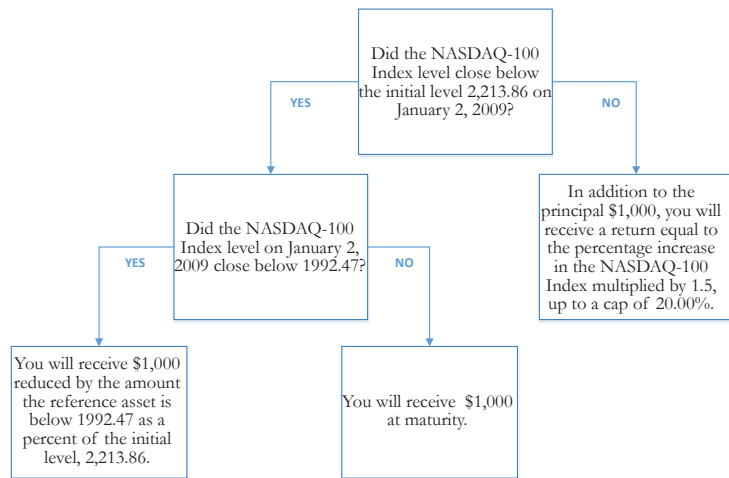 Did the NASDAQ-100
Index level close below
the initial level 2,213.86 on
January 2, 2009?
YES
NO
Did the NASDAQ-100
Index level on January 2,
2009 close below 1992.47?
In addition to the
principal $1,000, you will
receive a return equal to
the percentage increase
in the NASDAQ-100
Index multiplied by 1.5,
up to a cap of 20.00%.
YES
NO
You will receive $1,000
reduced by the amount
the reference asset is
below 1992.47 as a
percent of the initial
level, 2,213.86.
You will receive $1,000
at maturity.